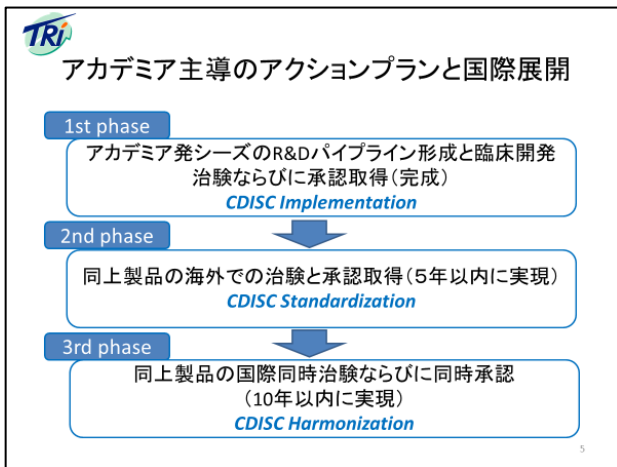 TRi
アカデミア主導のアクションプランと国際展開
1st phase
アカデミア発シーズのR&Dパイプライン形成と臨床開発
治験ならびに承認取得(完成)
CDISC Implementation
2nd phase
同上製品の海外での治験と承認取得(5年以内に実現)
CDISC Standardization
3rd phase
同上製品の国際同時治験ならびに同時承認
(10年以内に実現)
CDISC Harmonization
5